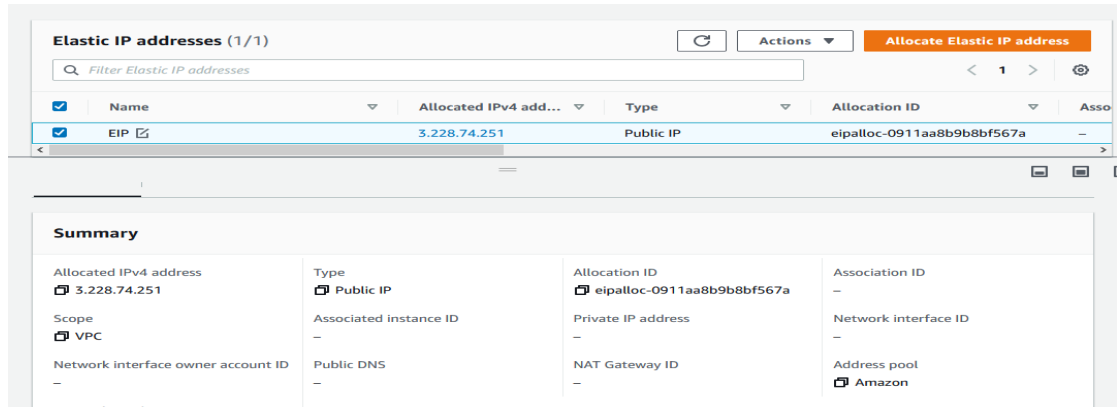 Elastic IP addresses (1/1)
Actions
Allocate Elastic IP address
Filter Elastic IP addresses
1
Name
Allocated IPv4 add...
Type
Allocation ID
Asso
EIP
3.228.74.251
Public IP
eipalloc-0911aa8b9b8bf567a
–
Summary
Allocated IPv4 address
Type
Allocation ID
Association ID
3.228.74.251
Public IP
eipalloc-0911aa8b9b8bf567a
–
Scope
Associated instance ID
Private IP address
Network interface ID
VPC
–
–
–
Network interface owner account ID
Public DNS
NAT Gateway ID
Address pool
–
–
–
Amazon